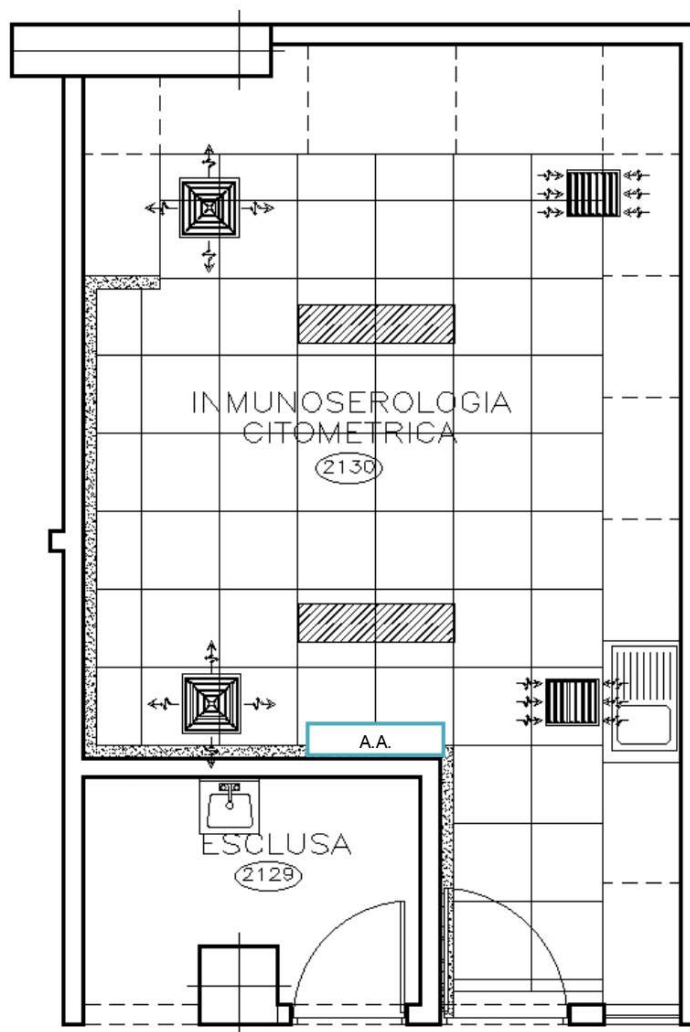 INMUNOSEROLOGIA
CITOMETRICA
2130
A.A.
ESCLUSA
2129